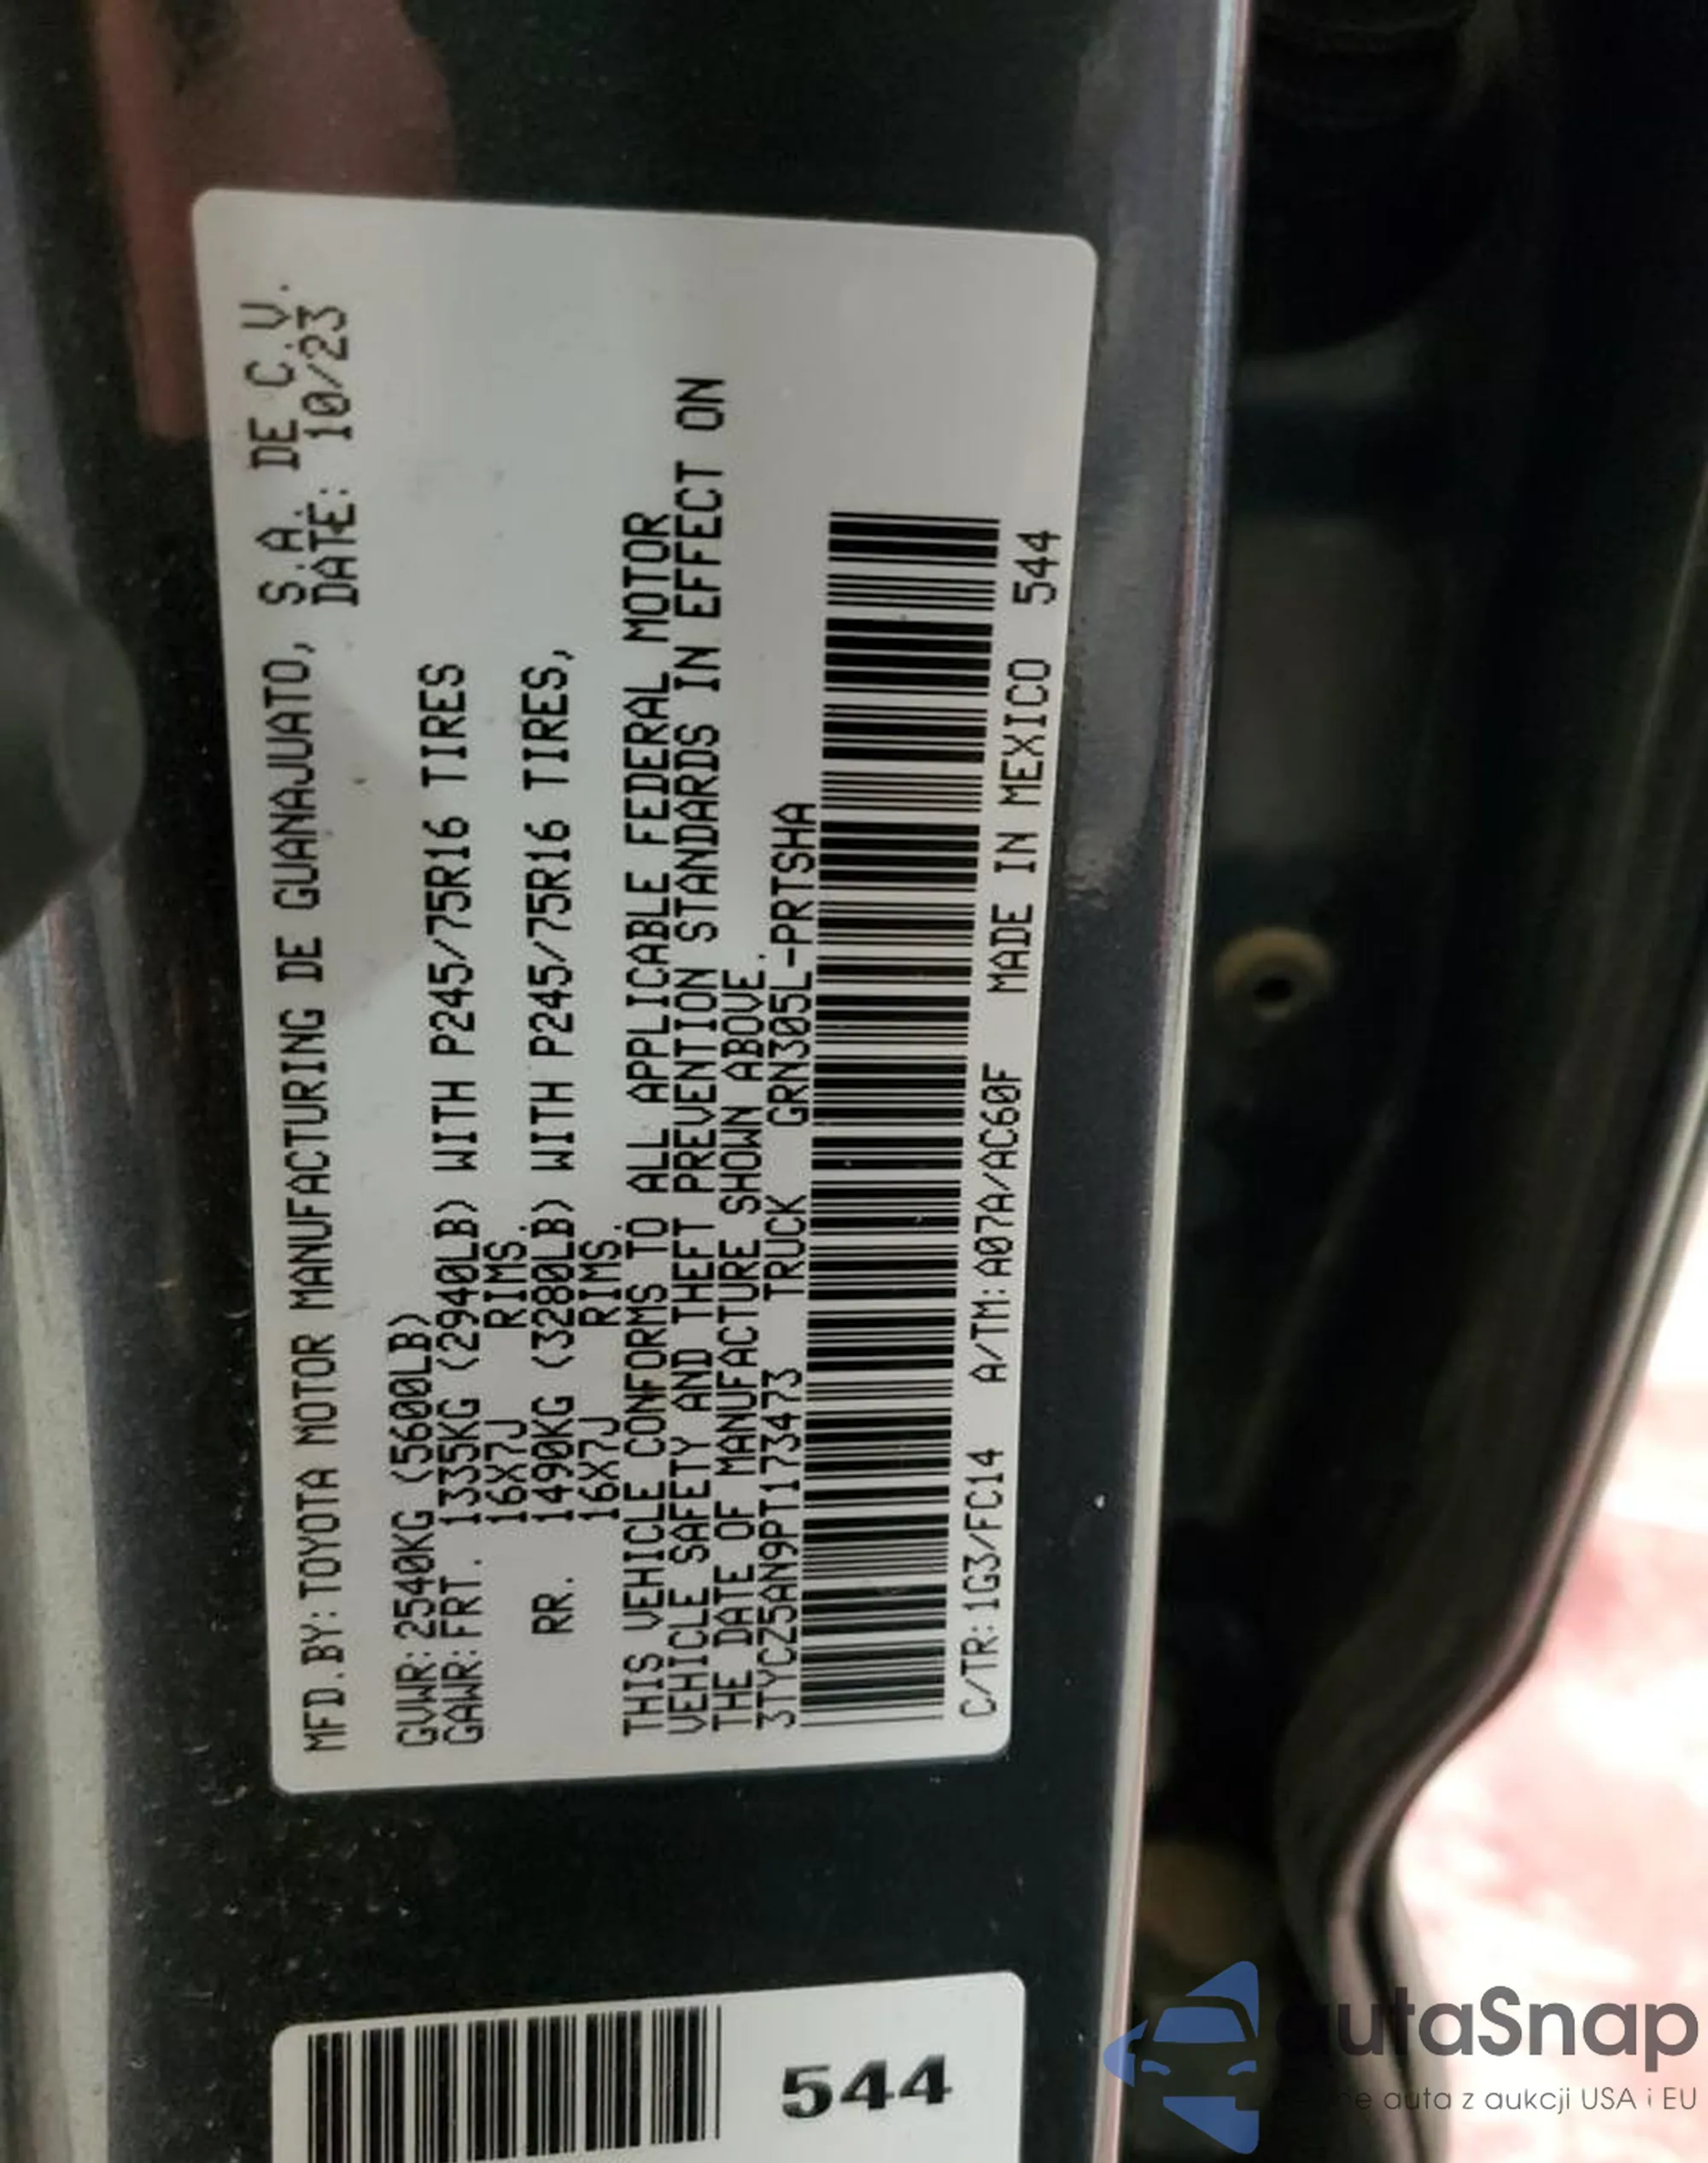 MFD.BY:TOYOTA MOTOR MANUFACTURING DE GUANAJUATO, S.A. DE C.V.
DATE: 10/23
GVWR:2540KG (5600LB)
GAWR:FRT. 1335KG (2940LB) WITH P245/75R16 TIRES
16X7J RIMS.
RR. 1490KG (3280LB) WITH P245/75R16 TIRES,
16X7J RIMS.
THIS VEHICLE CONFORMS TO ALL APPLICABLE FEDERAL MOTOR
VEHICLE SAFETY AND THEFT PREVENTION STANDARDS IN EFFECT ON
THE DATE OF MANUFACTURE SHOWN ABOVE.
3TYCZ5AN9PT173473 TRUCK GRN305L-PRTSHA
C/TR:1G3/FC14 A/TM:A07A/AC60F MADE IN MEXICO 544
544
autaSnap
auta z aukcji USA i EU